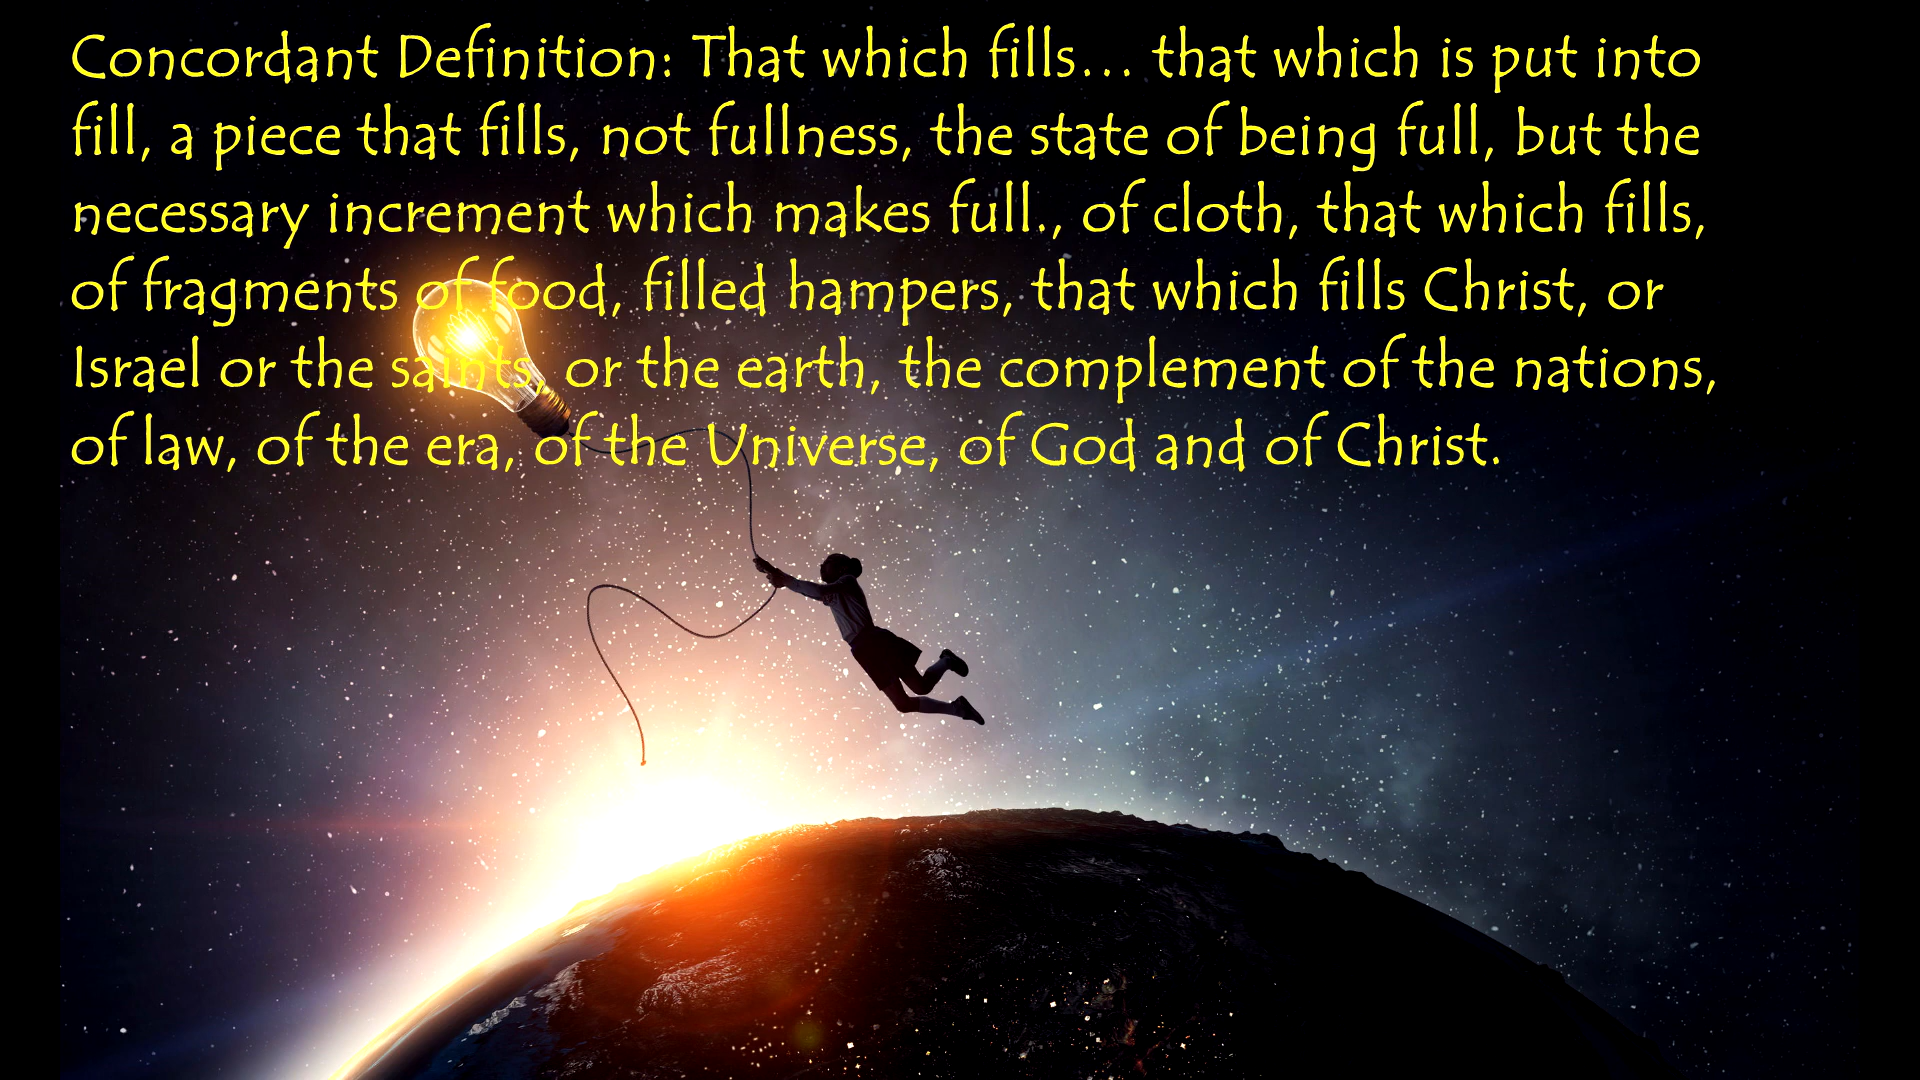 Concordant Definition: That which fills… that which is put into
fill, a piece that fills, not fullness, the state of being full, but the
necessary increment which makes full., of cloth, that which fills,
of fragments of food, filled hampers, that which fills Christ, or
Israel or the saints, or the earth, the complement of the nations,
of law, of the era, of the Universe, of God and of Christ.